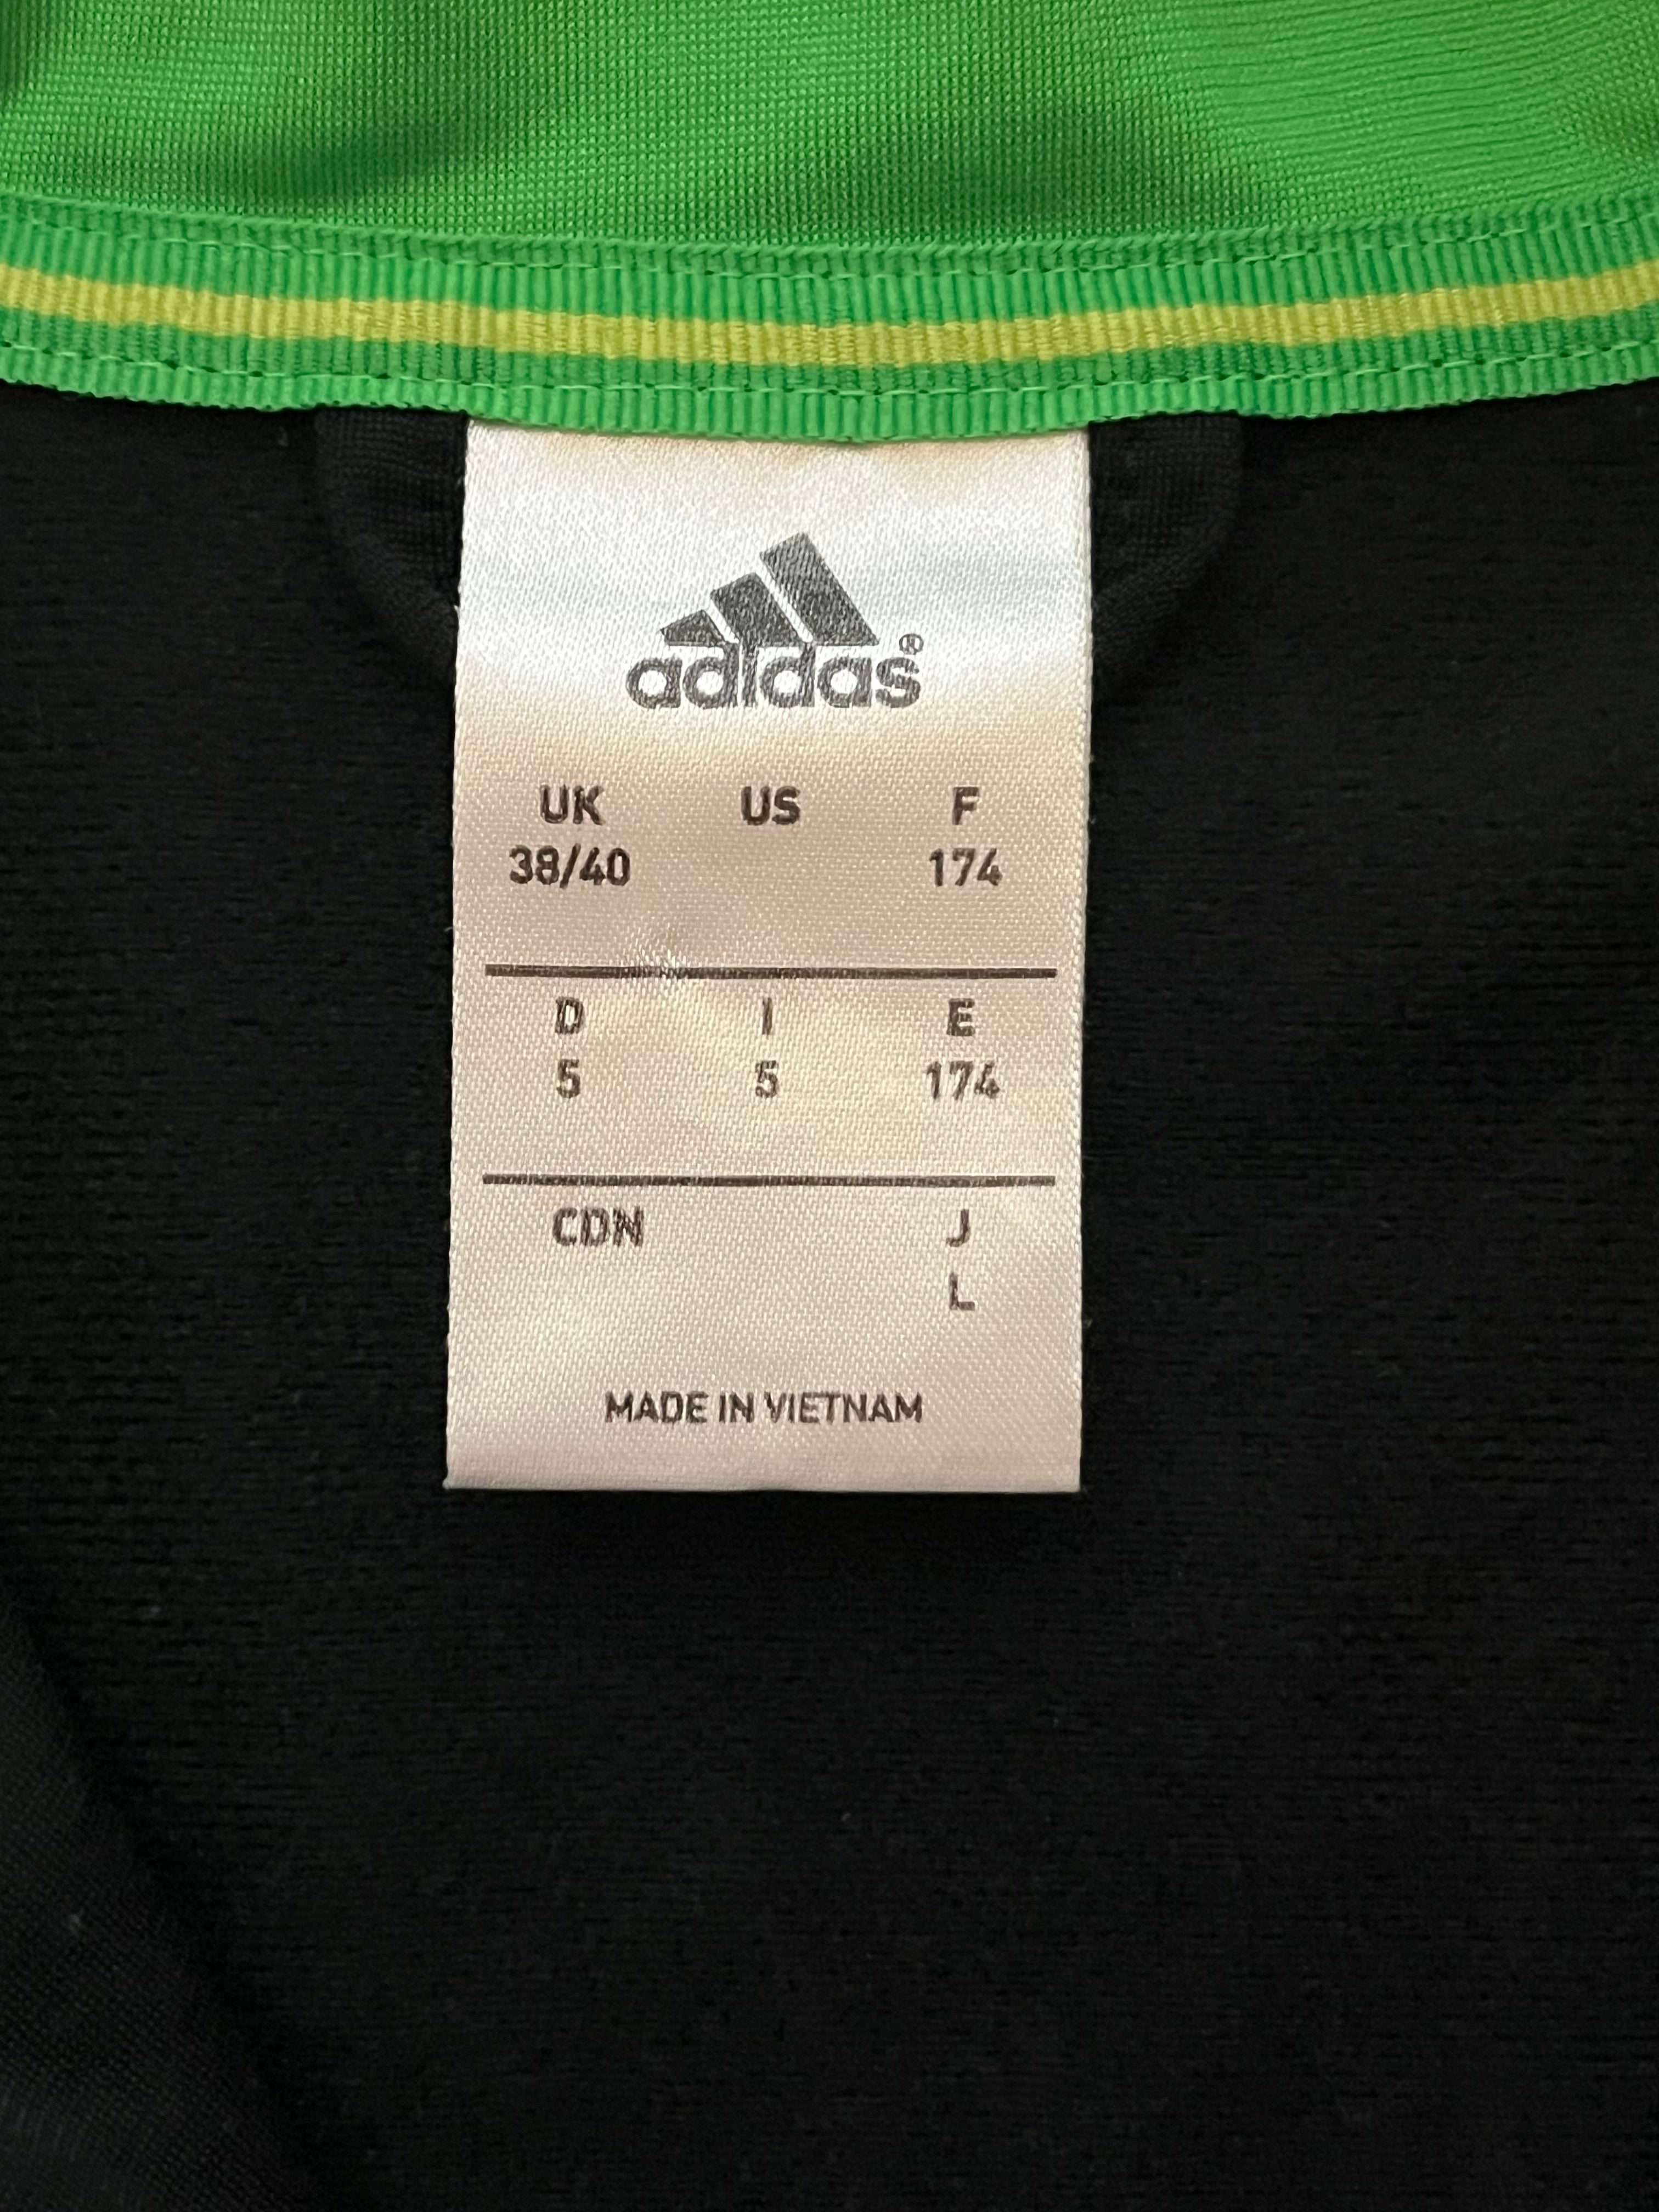 adidas®
UK US F
38/40 174
D I E
5 5 174
CDN J
L
MADE IN VIETNAM